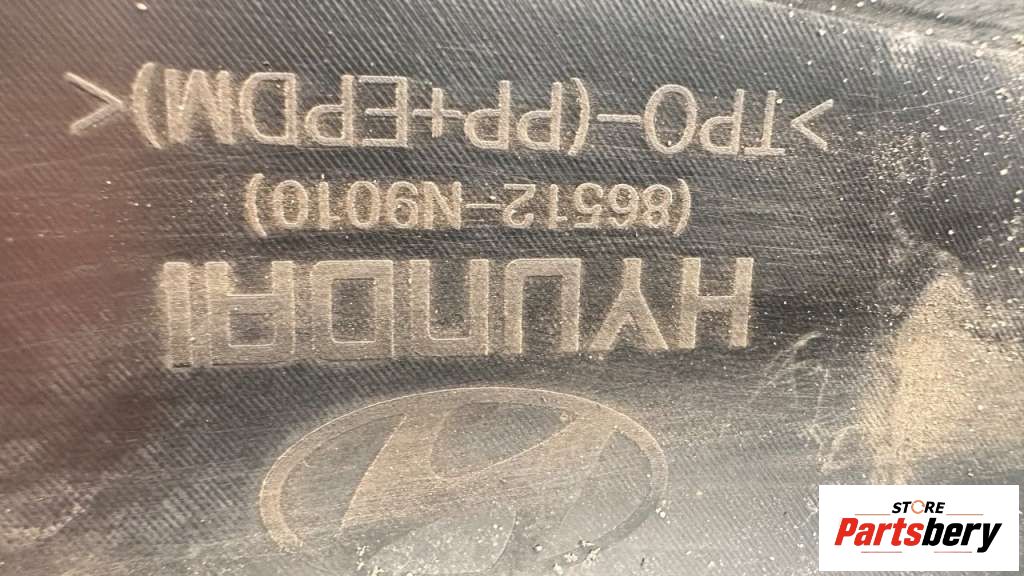 HYUNDAI
(86512-N9010)
>TPO-(PP+EPDM)<
STORE
Partsbery